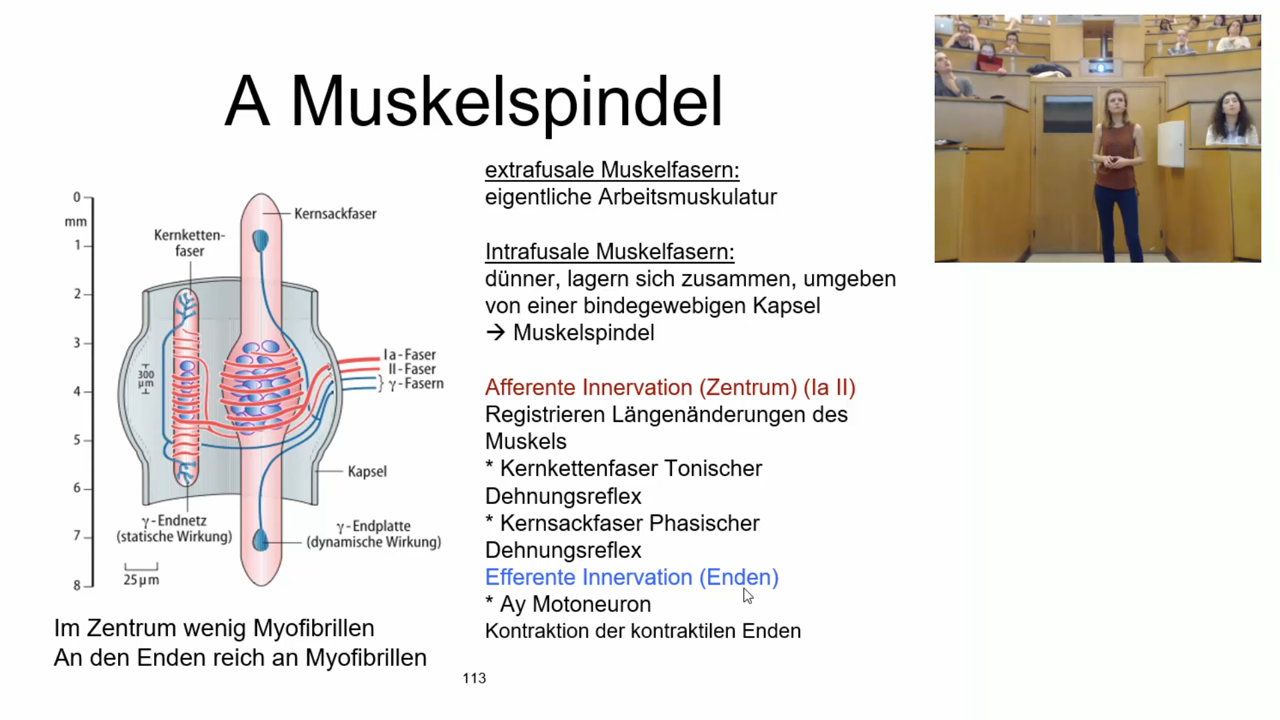 A Muskelspindel
extrafusale Muskelfasern:
eigentliche Arbeitsmuskulatur
Intrafusale Muskelfasern:
dünner, lagern sich zusammen, umgeben
von einer bindegewebigen Kapsel
→ Muskelspindel
Afferente Innervation (Zentrum) (Ia II)
Registrieren Längenänderungen des
Muskels
* Kernkettenfaser Tonischer
Dehnungsreflex
* Kernsackfaser Phasischer
Dehnungsreflex
Efferente Innervation (Enden)
* Ay Motoneuron
Kontraktion der kontraktilen Enden
0
mm
1
2
3
4
5
6
7
8
Kernsackfaser
Kernketten-
faser
300
µm
Ia-Faser
II-Faser
} γ-Fasern
Kapsel
γ-Endnetz
(statische Wirkung)
γ-Endplatte
(dynamische Wirkung)
25 µm
Im Zentrum wenig Myofibrillen
An den Enden reich an Myofibrillen
113